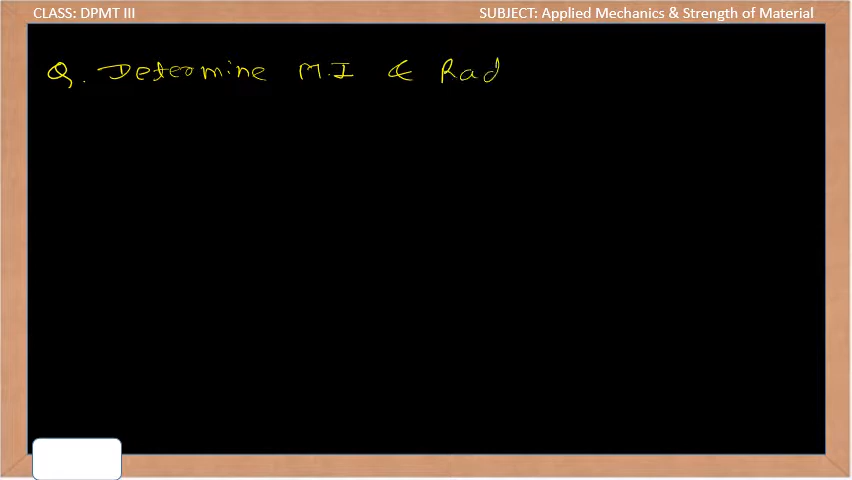 CLASS: DPMT III
SUBJECT: Applied Mechanics & Strength of Material
Q. Determine M.I & Rad